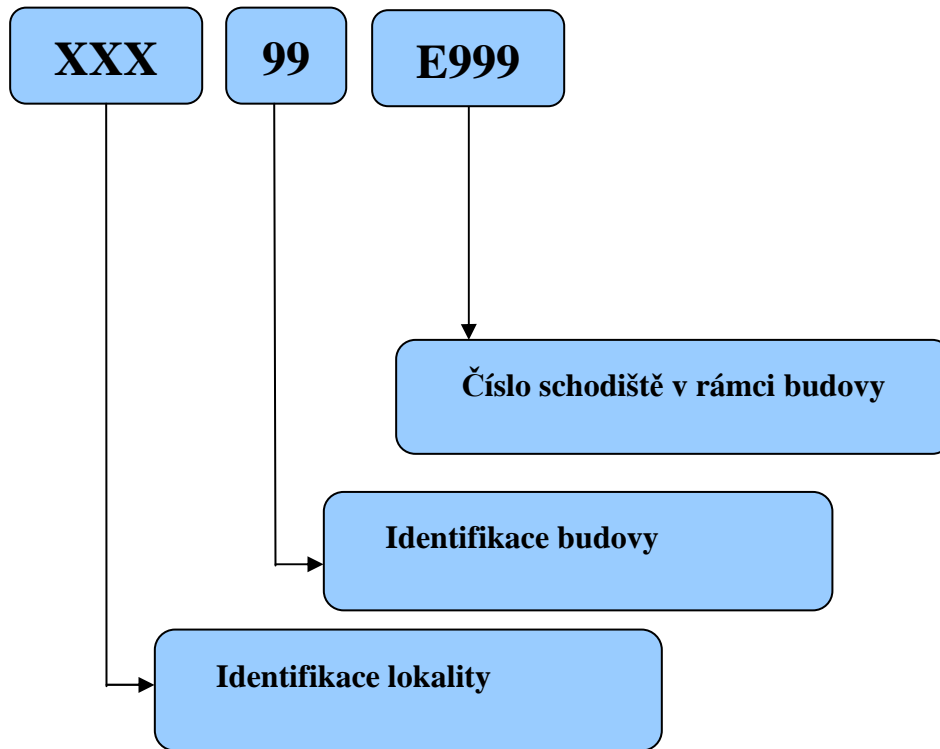 XXX 99 E999
Číslo schodiště v rámci budovy
Identifikace budovy
Identifikace lokality